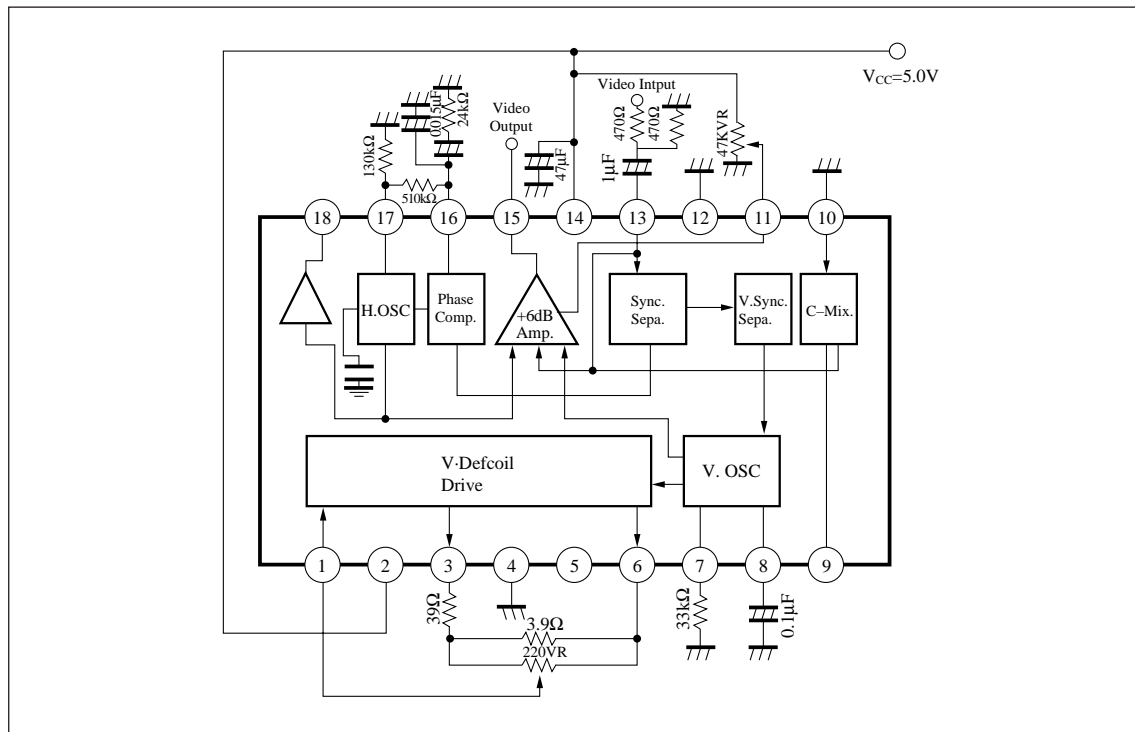 V_CC=5.0V
Video Intput
Video
Output
130kΩ
510kΩ
0.015µF
24kΩ
47µF
1µF
470Ω
470Ω
47KVR
18
17
16
15
14
13
12
11
10
H.OSC
Phase
Comp.
+6dB
Amp.
Sync.
Sepa.
V.Sync.
Sepa.
C–Mix.
V·Defcoil
Drive
V. OSC
1
2
3
4
5
6
7
8
9
39Ω
3.9Ω
220VR
33kΩ
0.1µF